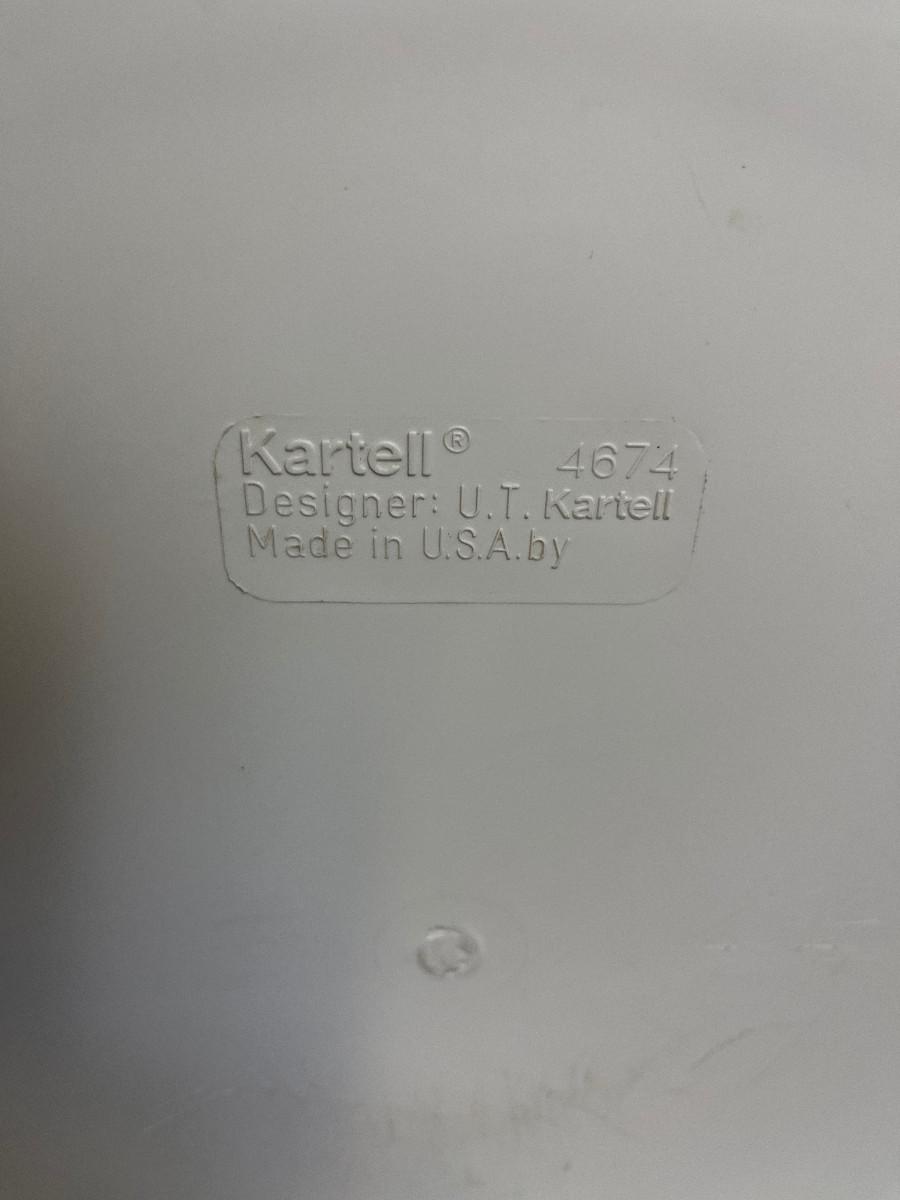 Kartell® 4674
Designer: U.T. Kartell
Made in U.S.A. by